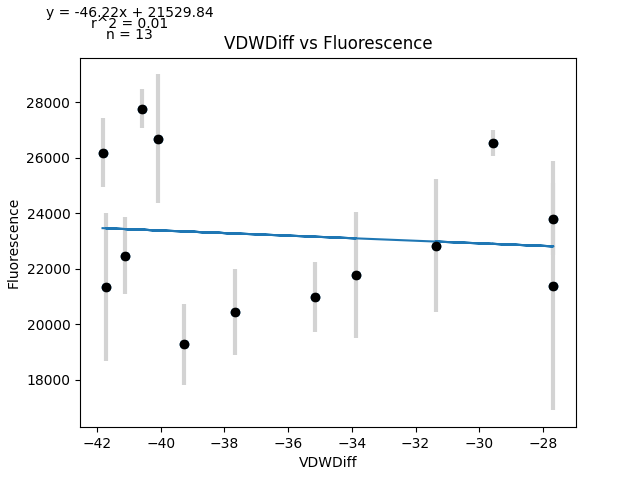 y = -46.22x + 21529.84
r^2 = 0.01
n = 13
VDWDiff vs Fluorescence
Fluorescence
28000
26000
24000
22000
20000
18000
−42 −40 −38 −36 −34 −32 −30 −28
VDWDiff